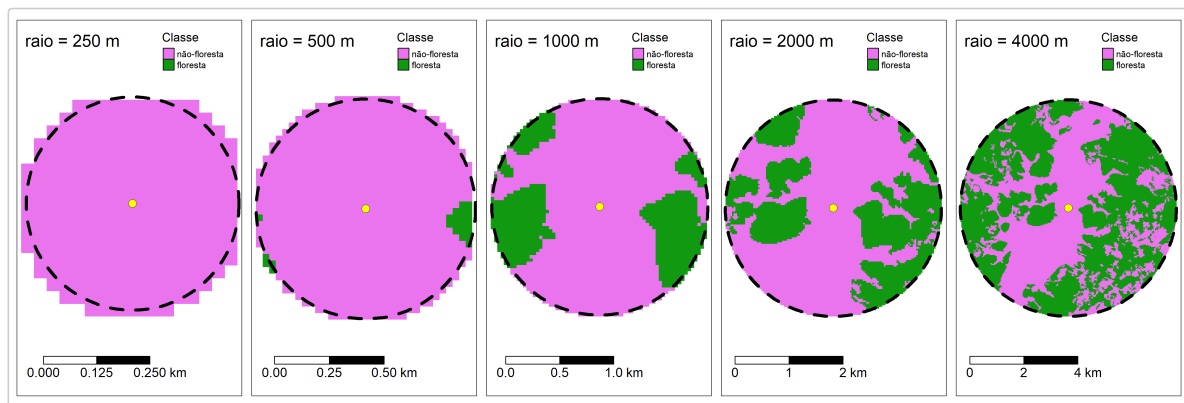 raio = 250 m
Classe
não-floresta
floresta
0.000 0.125 0.250 km
raio = 500 m
Classe
não-floresta
floresta
0.00 0.25 0.50 km
raio = 1000 m
Classe
não-floresta
floresta
0.0 0.5 1.0 km
raio = 2000 m
Classe
não-floresta
floresta
0 1 2 km
raio = 4000 m
Classe
não-floresta
floresta
0 2 4 km